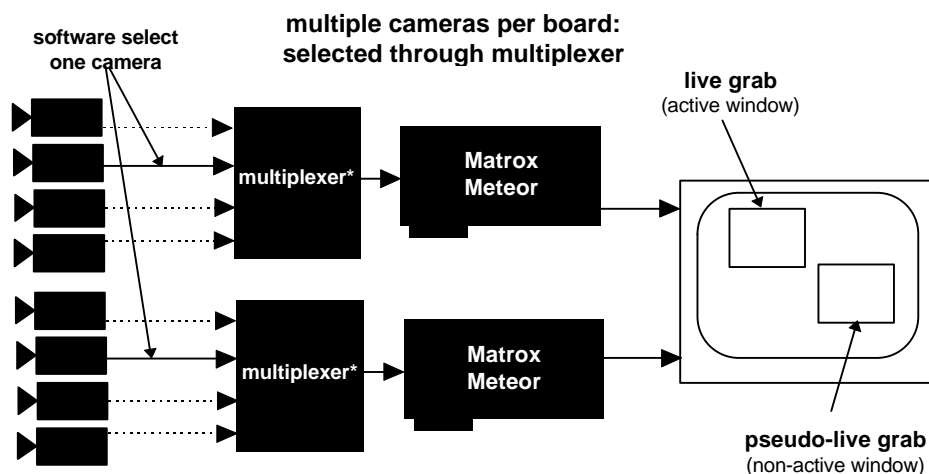 multiple cameras per board:
selected through multiplexer
software select
one camera
live grab
(active window)
multiplexer*
Matrox
Meteor
multiplexer*
Matrox
Meteor
pseudo-live grab
(non-active window)